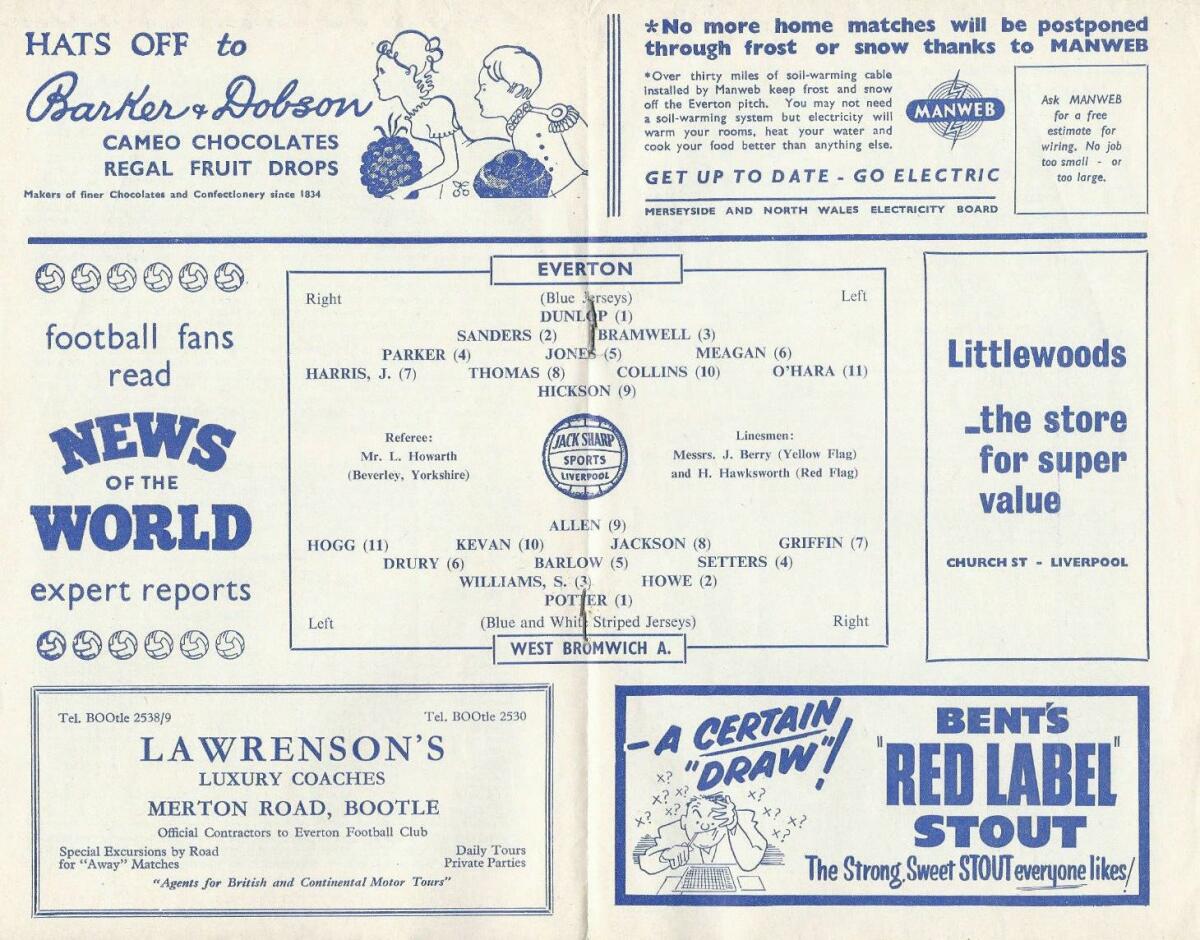 HATS OFF to
Barker & Dobson
CAMEO CHOCOLATES
REGAL FRUIT DROPS
Makers of finer Chocolates and Confectionery since 1834
*No more home matches will be postponed
through frost or snow thanks to MANWEB
*Over thirty miles of soil-warming cable
installed by Manweb keep frost and snow
off the Everton pitch. You may not need
a soil-warming system but electricity will
warm your rooms, heat your water and
cook your food better than anything else.
MANWEB
GET UP TO DATE - GO ELECTRIC
MERSEYSIDE AND NORTH WALES ELECTRICITY BOARD
Ask MANWEB
for a free
estimate for
wiring. No job
too small - or
too large.
football fans
read
NEWS
OF THE
WORLD
expert reports
EVERTON
Right (Blue Jerseys) Left
DUNLOP (1)
SANDERS (2) BRAMWELL (3)
PARKER (4) JONES (5) MEAGAN (6)
HARRIS, J. (7) THOMAS (8) COLLINS (10) O'HARA (11)
HICKSON (9)
Referee:
Mr. L. Howarth
(Beverley, Yorkshire)
JACK SHARP
SPORTS
LIVERPOOL
Linesmen:
Messrs. J. Berry (Yellow Flag)
and H. Hawksworth (Red Flag)
ALLEN (9)
HOGG (11) KEVAN (10) JACKSON (8) GRIFFIN (7)
DRURY (6) BARLOW (5) SETTERS (4)
WILLIAMS, S. (3) HOWE (2)
POTTER (1)
Left (Blue and White Striped Jerseys) Right
WEST BROMWICH A.
Littlewoods
...the store
for super
value
CHURCH ST - LIVERPOOL
Tel. BOOtle 2538/9 Tel. BOOtle 2530
LAWRENSON'S
LUXURY COACHES
MERTON ROAD, BOOTLE
Official Contractors to Everton Football Club
Special Excursions by Road
for "Away" Matches
Daily Tours
Private Parties
"Agents for British and Continental Motor Tours"
- A CERTAIN
"DRAW"!
x? x? x? x? x? x? x? x?
BENT'S
"RED LABEL"
STOUT
The Strong, Sweet STOUT everyone likes!